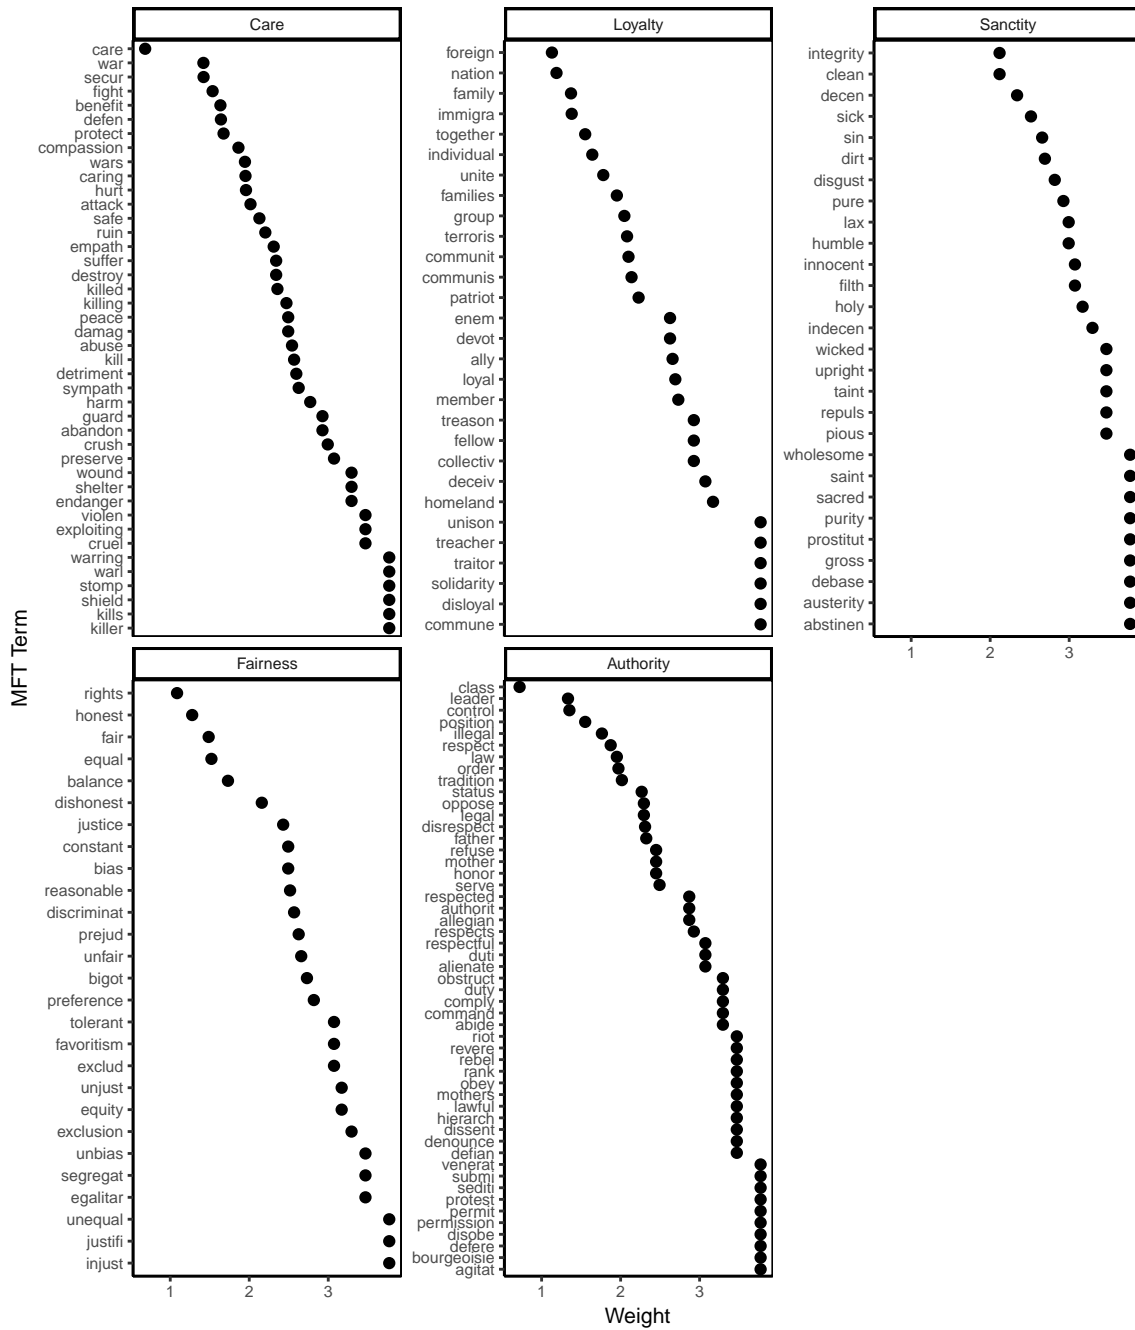 Care
care
war
secur
fight
benefit
defen
protect
compassion
wars
caring
hurt
attack
safe
ruin
empath
suffer
destroy
killed
killing
peace
damag
abuse
kill
detriment
sympath
harm
guard
abandon
crush
preserve
wound
shelter
endanger
violen
exploiting
cruel
warring
warl
stomp
shield
kills
killer
Loyalty
foreign
nation
family
immigra
together
individual
unite
families
group
terroris
communit
communis
patriot
enem
devot
ally
loyal
member
treason
fellow
collectiv
deceiv
homeland
unison
treacher
traitor
solidarity
disloyal
commune
Sanctity
integrity
clean
decen
sick
sin
dirt
disgust
pure
lax
humble
innocent
filth
holy
indecen
wicked
upright
taint
repuls
pious
wholesome
saint
sacred
purity
prostitut
gross
debase
austerity
abstinen
1 2 3
MFT Term
Fairness
rights
honest
fair
equal
balance
dishonest
justice
constant
bias
reasonable
discriminat
prejud
unfair
bigot
preference
tolerant
favoritism
exclud
unjust
equity
exclusion
unbias
segregat
egalitar
unequal
justifi
injust
1 2 3
Authority
class
leader
control
position
illegal
respect
law
order
tradition
status
oppose
legal
disrespect
father
refuse
mother
honor
serve
respected
authorit
allegian
respects
respectful
duti
alienate
obstruct
duty
comply
command
abide
riot
revere
rebel
rank
obey
mothers
lawful
hierarch
dissent
denounce
defian
venerat
submi
sediti
protest
permit
permission
disobe
defere
bourgeoisie
agitat
1 2 3
Weight